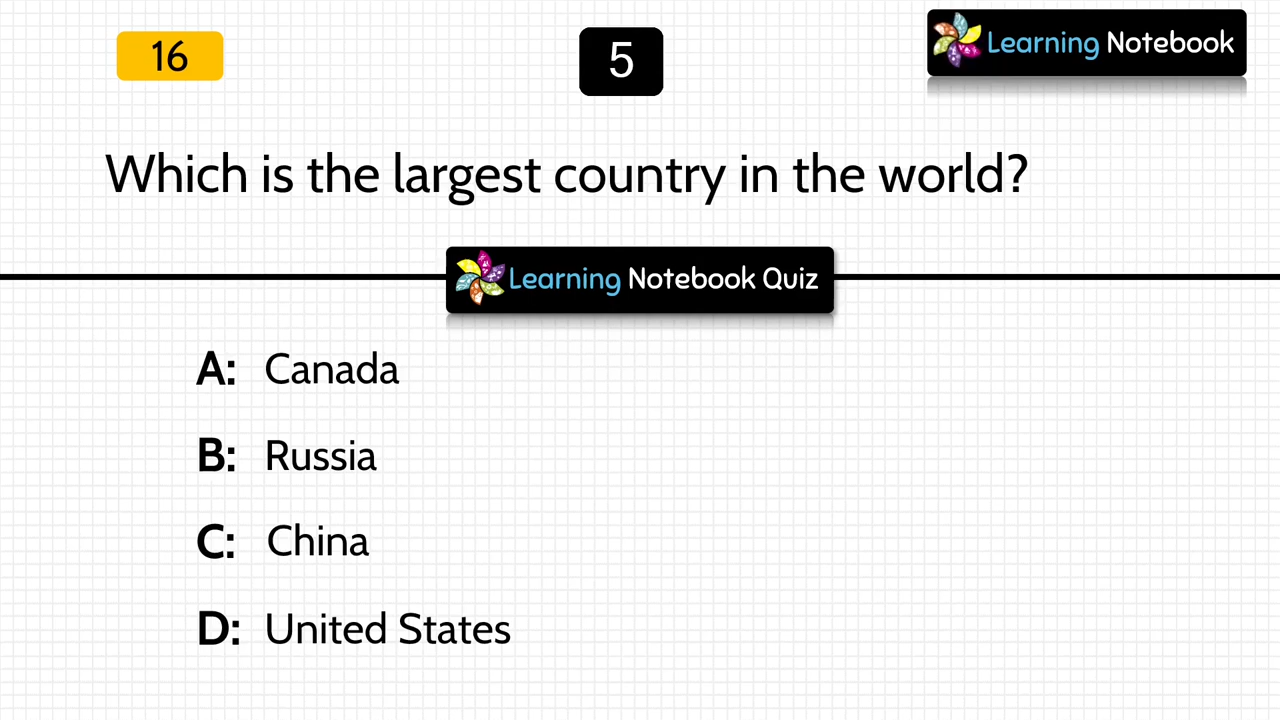 16
5
Learning Notebook
Which is the largest country in the world?
Learning Notebook Quiz
A: Canada
B: Russia
C: China
D: United States